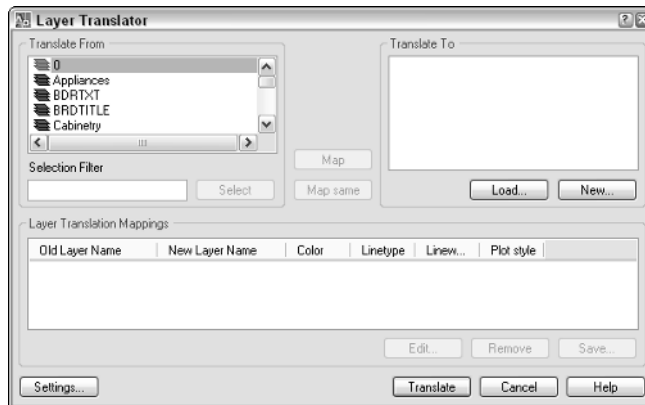 Layer Translator
Translate From
0
Appliances
BDRTXT
BRDTITLE
Cabinetry
Selection Filter
Select
Map
Map same
Translate To
Load...
New...
Layer Translation Mappings
Old Layer Name New Layer Name Color Linetype Linew... Plot style
Edit... Remove Save...
Settings... Translate Cancel Help